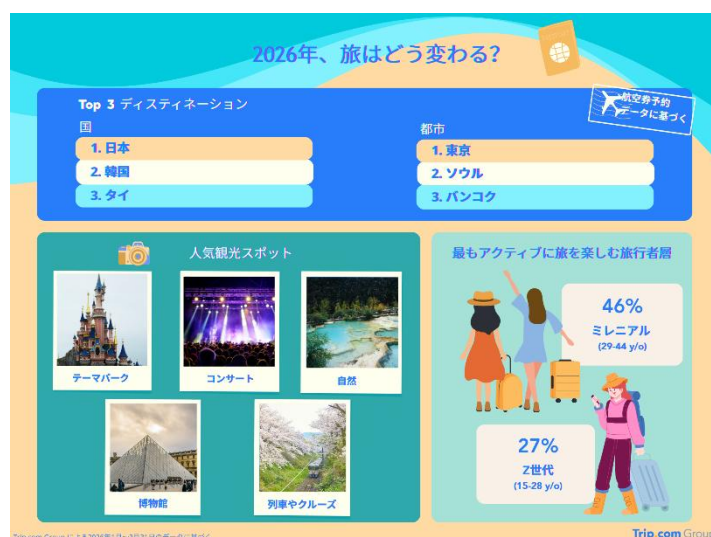 2026年、旅はどう変わる?
Top 3 ディスティネーション
航空券予約
データに基づく
国
1. 日本
2. 韓国
3. タイ
都市
1. 東京
2. ソウル
3. バンコク
人気観光スポット
テーマパーク
コンサート
自然
博物館
列車やクルーズ
最もアクティブに旅を楽しむ旅行者層
46%
ミレニアル
(29-44 y/o)
27%
Z世代
(15-28 y/o)
Trip.com Group